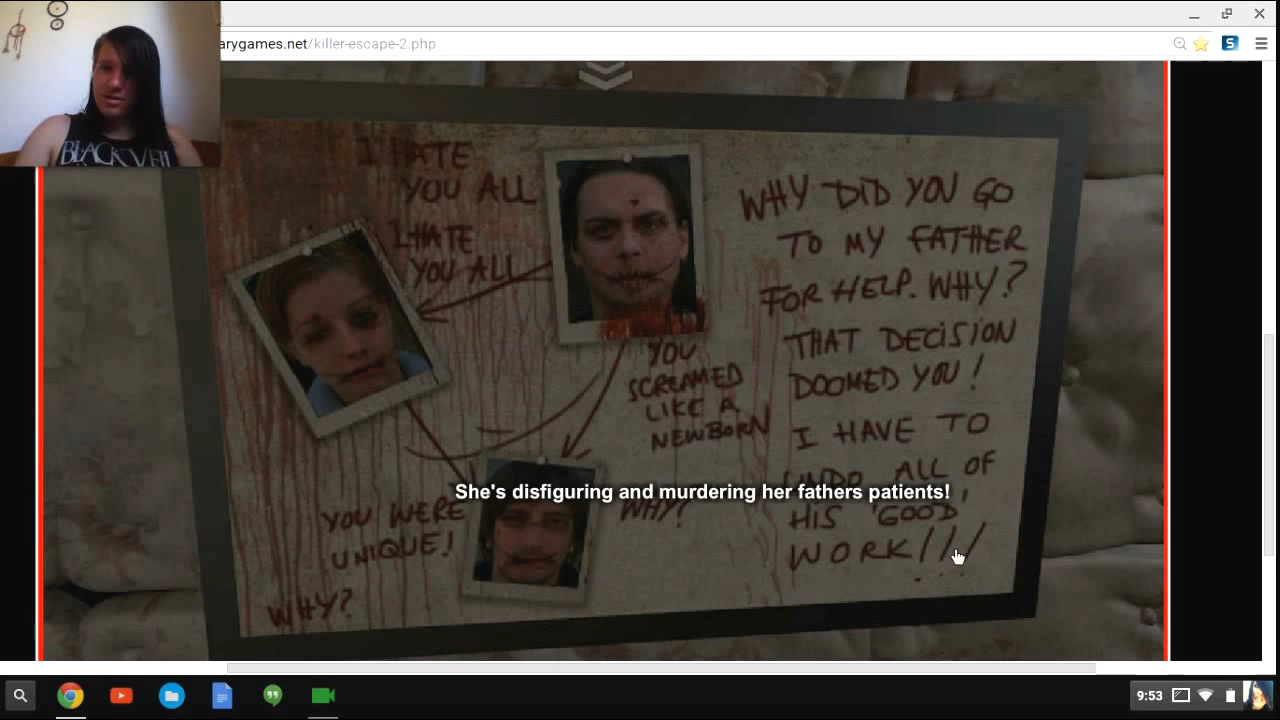 arygames.net/killer-escape-2.php
S
BLACK VEIL
I HATE
YOU ALL
I HATE
YOU ALL
WHY DID YOU GO
TO MY FATHER
FOR HELP. WHY?
THAT DECISION
DOOMED YOU!
I HAVE TO
UNDO ALL OF
HIS 'GOOD'
WORK!!!
YOU
SCREAMED
LIKE A
NEWBORN
She's disfiguring and murdering her fathers patients!
YOU WERE
UNIQUE!
WHY?
WHY?
9:53